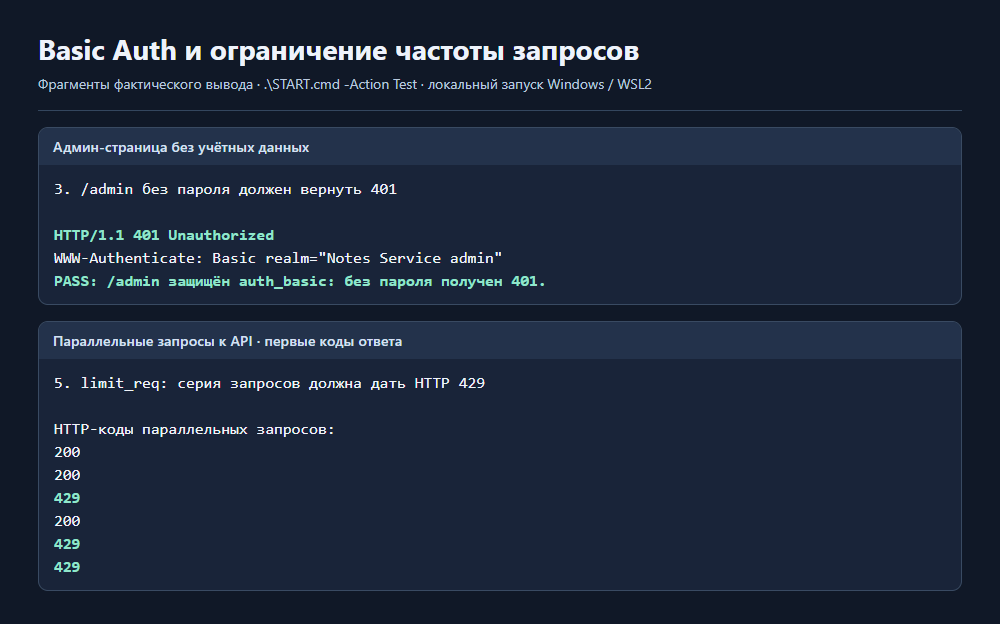 Basic Auth и ограничение частоты запросов
Фрагменты фактического вывода · .\START.cmd -Action Test · локальный запуск Windows / WSL2
Админ-страница без учётных данных
3. /admin без пароля должен вернуть 401
HTTP/1.1 401 Unauthorized
WWW-Authenticate: Basic realm="Notes Service admin"
PASS: /admin защищён auth_basic: без пароля получен 401.
Параллельные запросы к API · первые коды ответа
5. limit_req: серия запросов должна дать HTTP 429
HTTP-коды параллельных запросов:
200
200
429
200
429
429